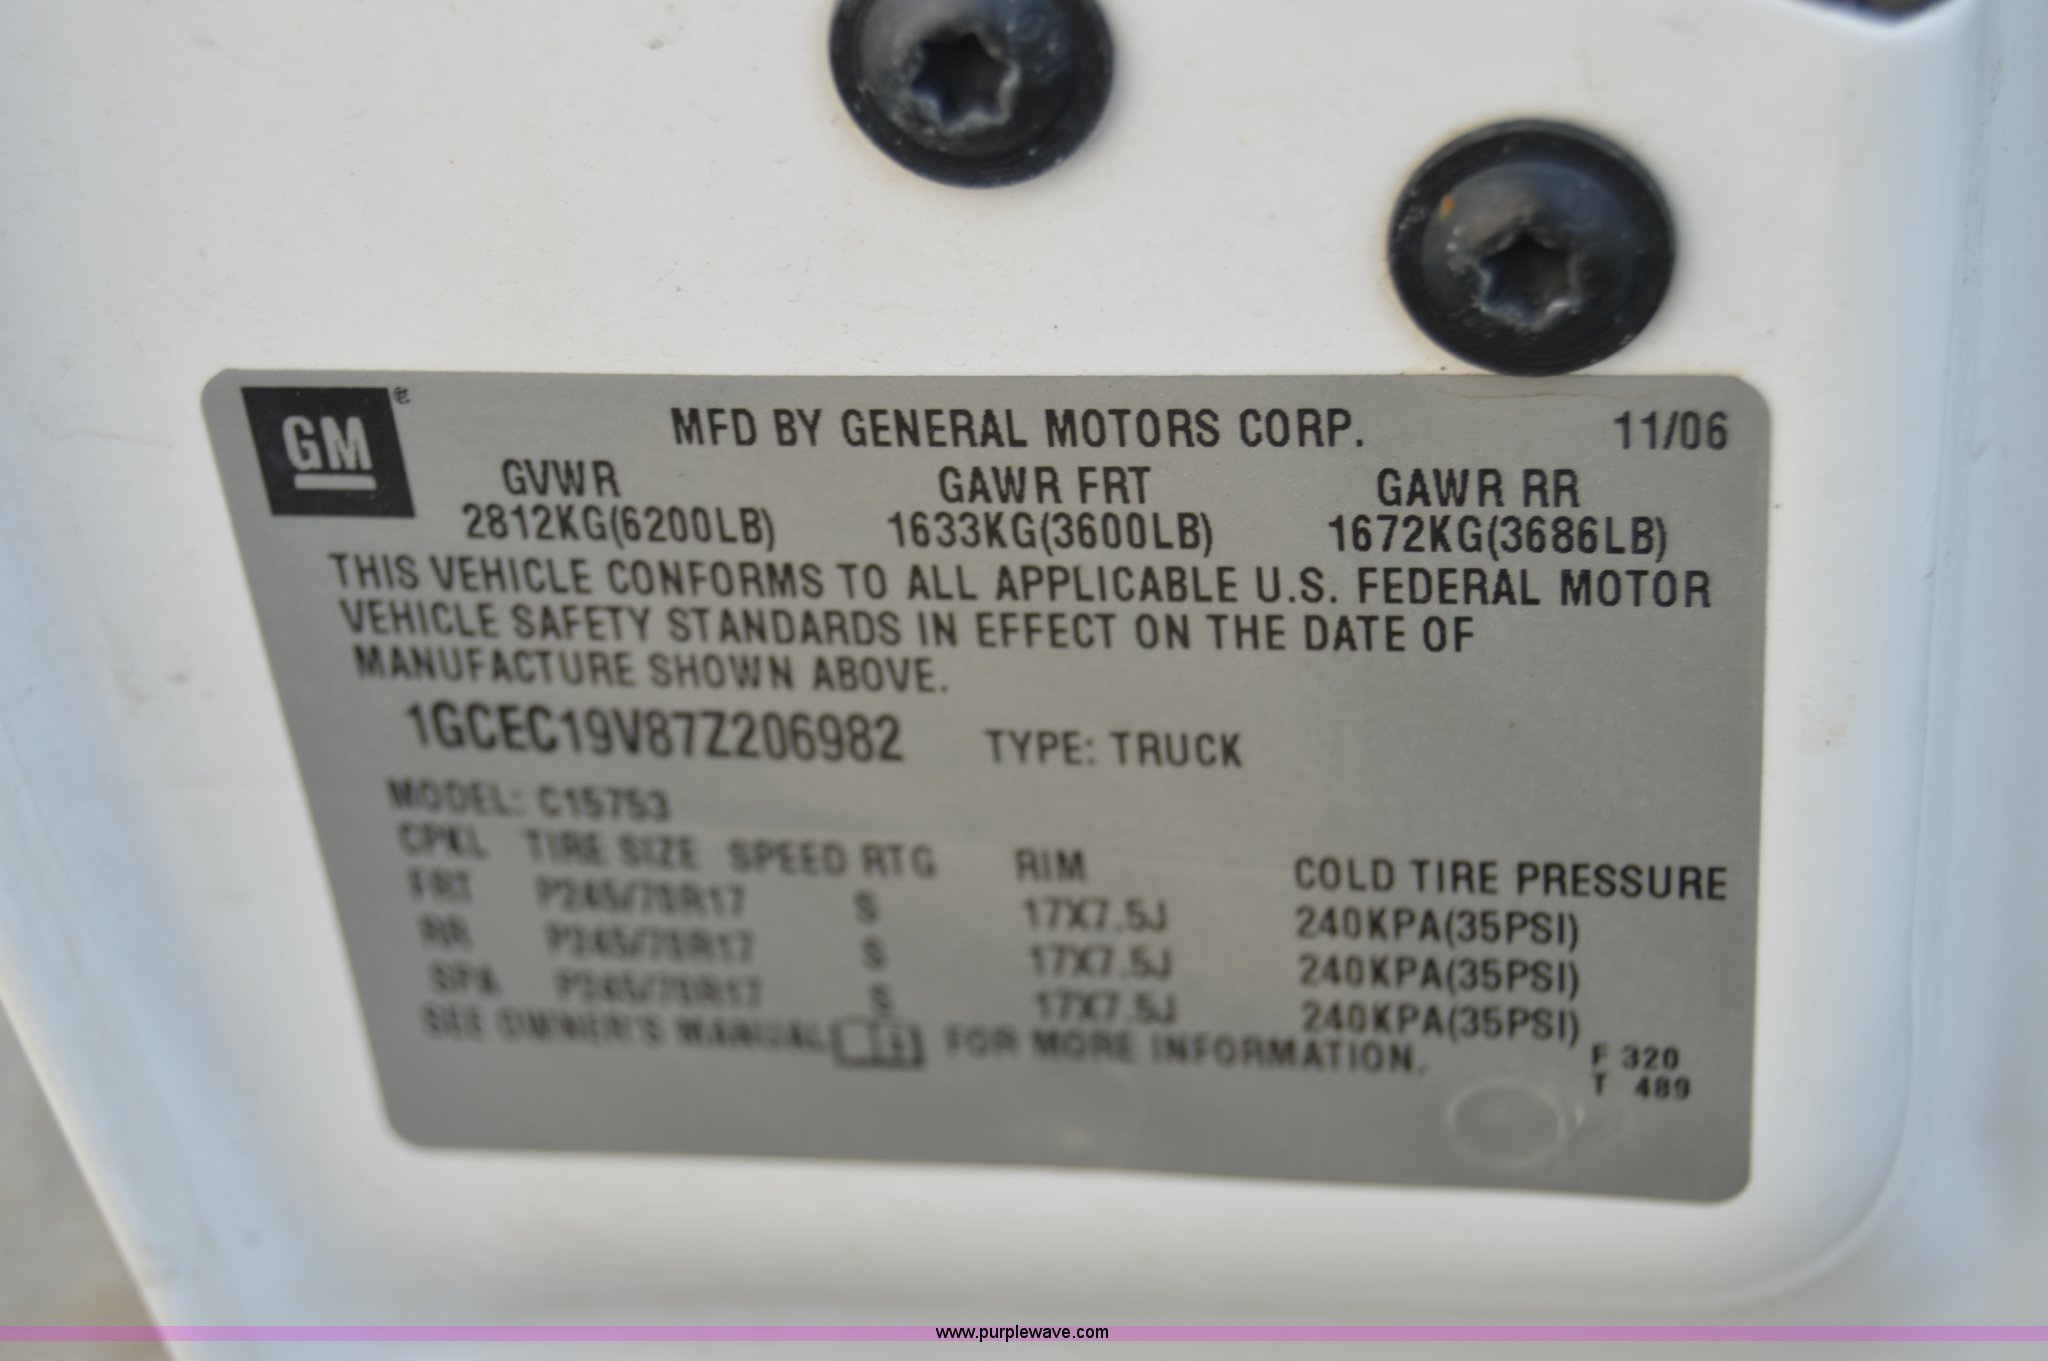 GM
MFD BY GENERAL MOTORS CORP. 11/06
GVWR GAWR FRT GAWR RR
2812KG(6200LB) 1633KG(3600LB) 1672KG(3686LB)
THIS VEHICLE CONFORMS TO ALL APPLICABLE U.S. FEDERAL MOTOR
VEHICLE SAFETY STANDARDS IN EFFECT ON THE DATE OF
MANUFACTURE SHOWN ABOVE.
1GCEC19V87Z206982 TYPE: TRUCK
MODEL: C15753
CPKL TIRE SIZE SPEED RTG RIM COLD TIRE PRESSURE
FRT P245/70R17 S 17X7.5J 240KPA(35PSI)
RR P245/70R17 S 17X7.5J 240KPA(35PSI)
SPA P245/70R17 S 17X7.5J 240KPA(35PSI)
SEE OWNER'S MANUAL FOR MORE INFORMATION.
F 320
T 489
www.purplewave.com